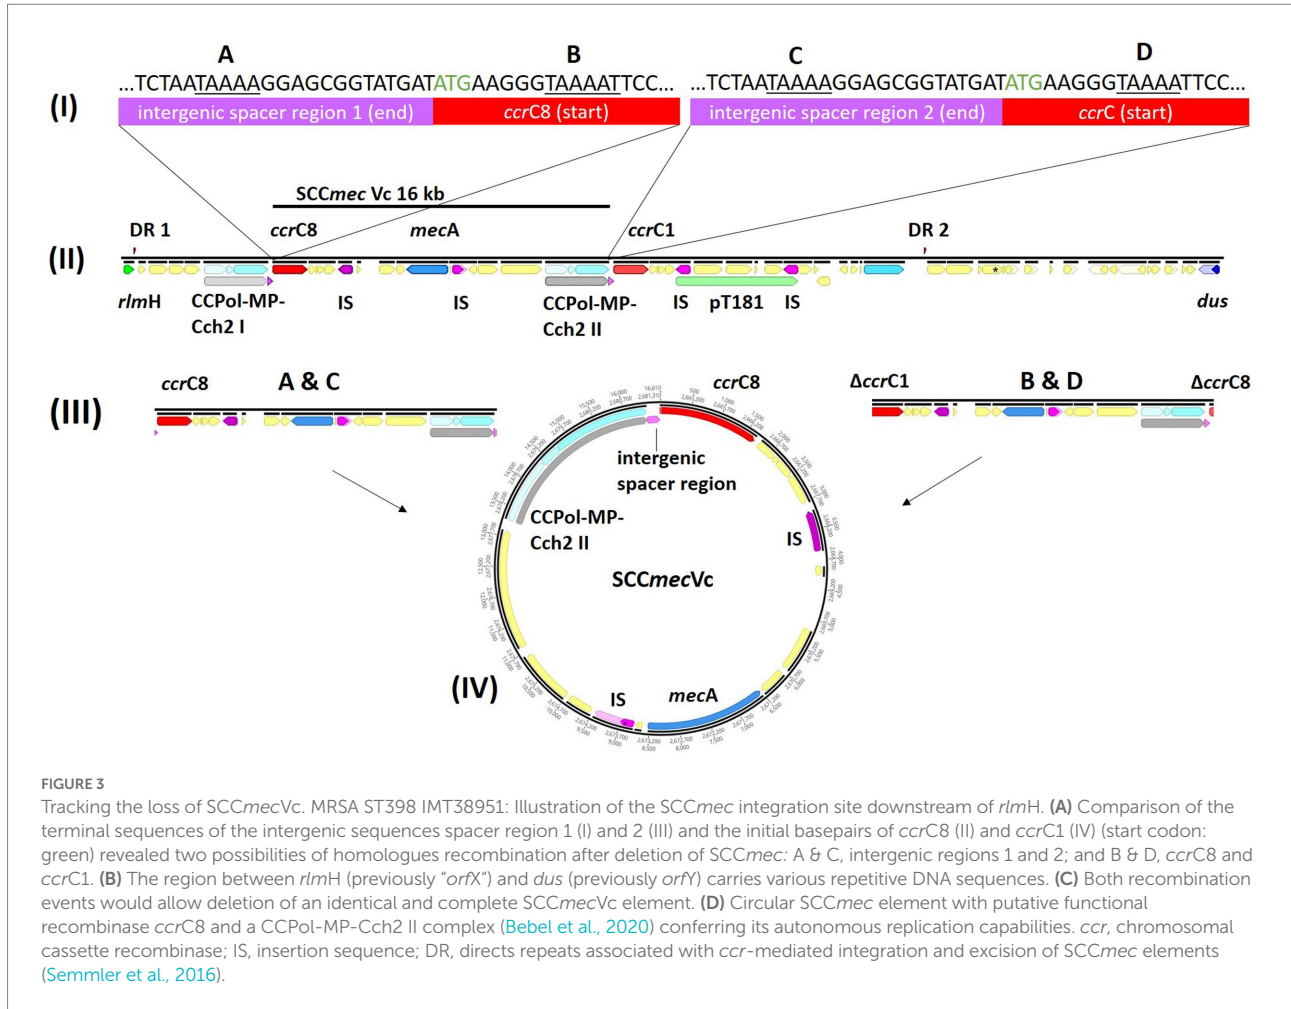 A B C D
...TCTAATAAAAGGAGCGGTATGATATGAAGGGTAAAATTCC... ...TCTAATAAAAGGAGCGGTATGATATGAAGGGTAAAATTCC...
(I) intergenic spacer region 1 (end) ccrC8 (start) intergenic spacer region 2 (end) ccrC (start)
SCCmec Vc 16 kb
DR 1 ccrC8 mecA ccrC1 DR 2
(II)
*
rlmH CCPol-MP- IS IS CCPol-MP- IS pT181 IS dus
Cch2 I Cch2 II
ccrC8 A & C ccrC8 ΔccrC1 B & D ΔccrC8
(III)
intergenic
spacer region
CCPol-MP-
Cch2 II
IS
SCCmecVc
(IV) IS mecA
FIGURE 3
Tracking the loss of SCCmecVc. MRSA ST398 IMT38951: Illustration of the SCCmec integration site downstream of rlmH. (A) Comparison of the
terminal sequences of the intergenic sequences spacer region 1 (I) and 2 (III) and the initial basepairs of ccrC8 (II) and ccrC1 (IV) (start codon:
green) revealed two possibilities of homologues recombination after deletion of SCCmec: A & C, intergenic regions 1 and 2; and B & D, ccrC8 and
ccrC1. (B) The region between rlmH (previously “orfX“) and dus (previously orfY) carries various repetitive DNA sequences. (C) Both recombination
events would allow deletion of an identical and complete SCCmecVc element. (D) Circular SCCmec element with putative functional
recombinase ccrC8 and a CCPol-MP-Cch2 II complex (Bebel et al., 2020) conferring its autonomous replication capabilities. ccr, chromosomal
cassette recombinase; IS, insertion sequence; DR, directs repeats associated with ccr-mediated integration and excision of SCCmec elements
(Semmler et al., 2016).